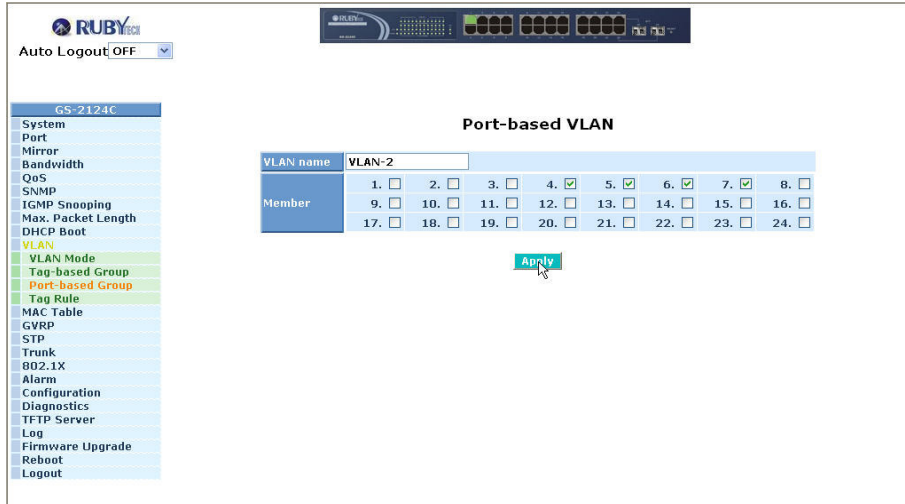 RUBYTECH
Auto Logout OFF
GS-2124C
System
Port
Mirror
Bandwidth
QoS
SNMP
IGMP Snooping
Max. Packet Length
DHCP Boot
VLAN
VLAN Mode
Tag-based Group
Port-based Group
Tag Rule
MAC Table
GVRP
STP
Trunk
802.1X
Alarm
Configuration
Diagnostics
TFTP Server
Log
Firmware Upgrade
Reboot
Logout
Port-based VLAN
VLAN name VLAN-2
Member
1. 2. 3. 4. 5. 6. 7. 8.
9. 10. 11. 12. 13. 14. 15. 16.
17. 18. 19. 20. 21. 22. 23. 24.
Apply